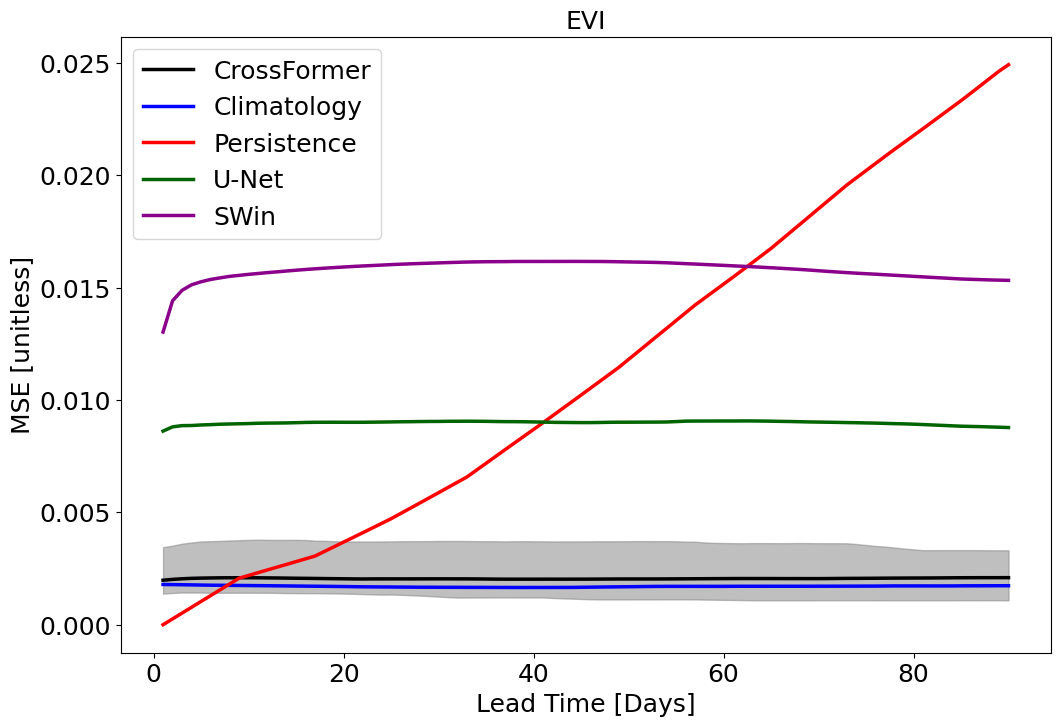 EVI
CrossFormer
Climatology
Persistence
U-Net
SWin
MSE [unitless]
0.025
0.020
0.015
0.010
0.005
0.000
0
20
40
60
80
Lead Time [Days]